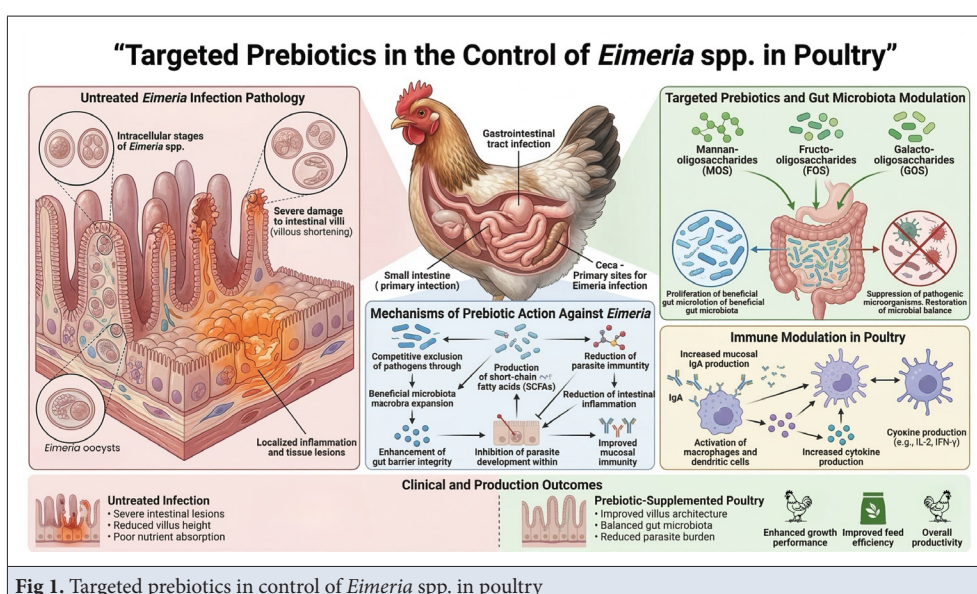 “Targeted Prebiotics in the Control of Eimeria spp. in Poultry”
Untreated Eimeria Infection Pathology
Intracellular stages
of Eimeria spp.
Severe damage
to intestinal villi
(villous shortening)
Eimeria oocysts
Localized inflammation
and tissue lesions
Gastrointestinal
tract infection
Small intestine
( primary infection)
Ceca -
Primary sites for
Eimeria infection
Mechanisms of Prebiotic Action Against Eimeria
Competitive exclusion
of pathogens through
Beneficial microbiota
macrobra expansion
Enhancement of
gut barrier integrity
Production
of short-chain
fatty acids (SCFAs)
Inhibition of parasite
development within
Reduction of
parasite immuntity
Reduction of intestinal
inflammation
Improved
mucosal
immunity
Targeted Prebiotics and Gut Microbiota Modulation
Mannan-
oligosaccharides
(MOS)
Fructo-
oligosaccharides
(FOS)
Galacto-
oligosaccharides
(GOS)
Proliferation of beneficial
gut microlotion of beneficial
gut microbiota
Suppression of pathogenic
microorganisms. Restoration
of microbial balance
Immune Modulation in Poultry
Increased mucosal
IgA production
IgA
Activation of
macrophages and
dendritic cells
Increased cytokine
production
Cyокine production
(e.g., IL-2, IFN-γ)
Clinical and Production Outcomes
Untreated Infection
• Severe intestinal lesions
• Reduced villus height
• Poor nutrient absorption
Prebiotic-Supplemented Poultry
• Improved villus architecture
• Balanced gut microbiota
• Reduced parasite burden
Enhanced growth
performance
Improved feed
efficiency
Overall
productivity
Fig 1. Targeted prebiotics in control of Eimeria spp. in poultry